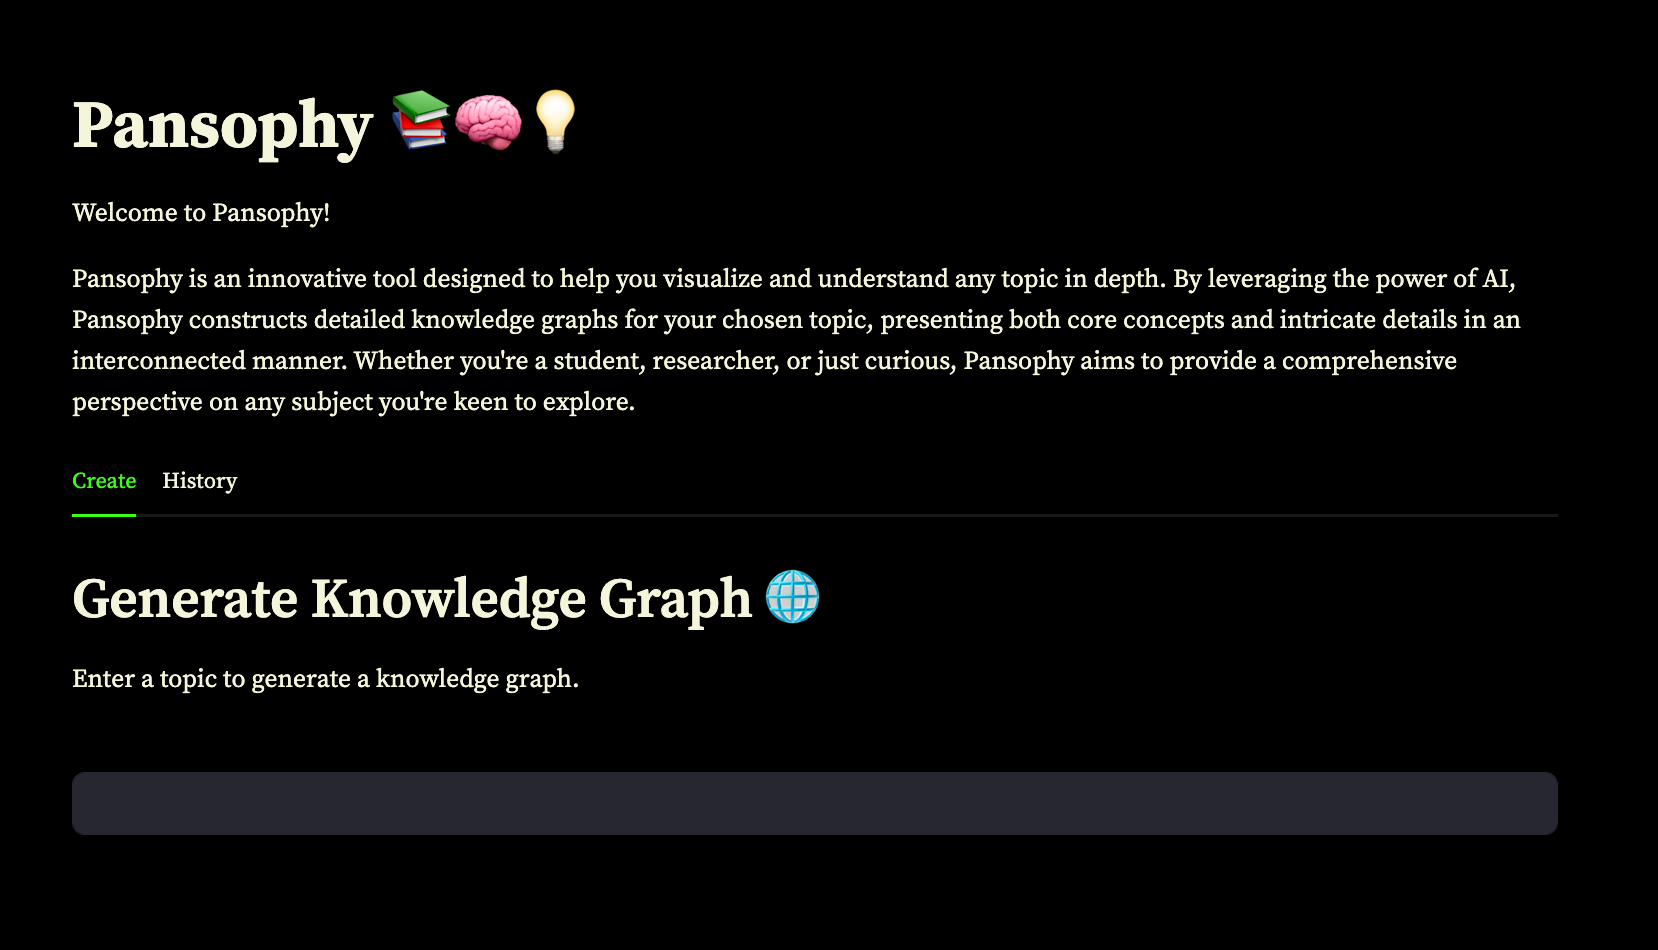 Pansophy 📚🧠💡
Welcome to Pansophy!
Pansophy is an innovative tool designed to help you visualize and understand any topic in depth. By leveraging the power of AI,
Pansophy constructs detailed knowledge graphs for your chosen topic, presenting both core concepts and intricate details in an
interconnected manner. Whether you're a student, researcher, or just curious, Pansophy aims to provide a comprehensive
perspective on any subject you're keen to explore.
Create History
Generate Knowledge Graph 🌐
Enter a topic to generate a knowledge graph.